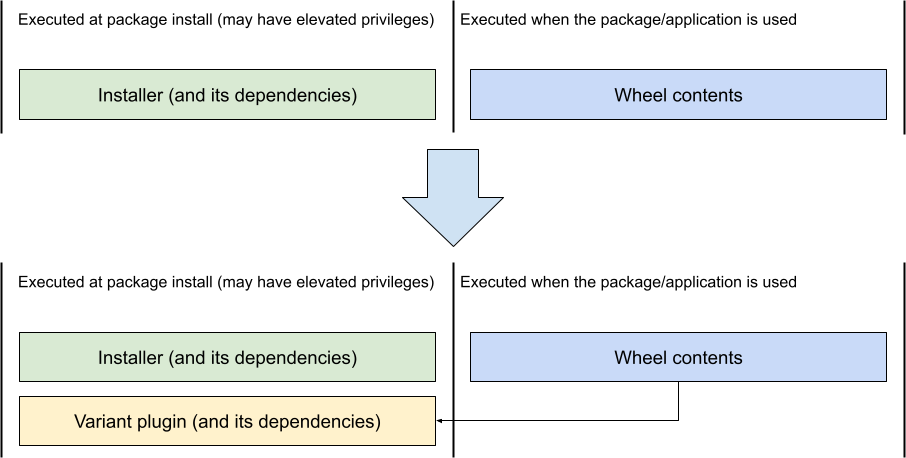 Executed at package install (may have elevated privileges)
Executed when the package/application is used
Installer (and its dependencies)
Wheel contents
Executed at package install (may have elevated privileges)
Executed when the package/application is used
Installer (and its dependencies)
Wheel contents
Variant plugin (and its dependencies)